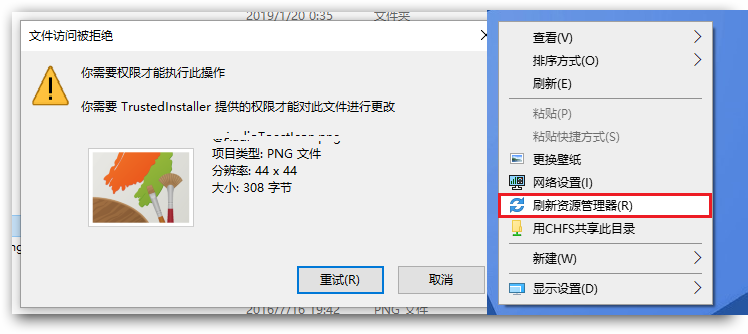 2019/1/20 0:35 文件夹
文件访问被拒绝
你需要权限才能执行此操作
你需要 TrustedInstaller 提供的权限才能对此文件进行更改
@AudioToastIcon.png
项目类型: PNG 文件
分辨率: 44 x 44
大小: 308 字节
重试(R)
取消
2016/7/16 19:42 PNG 文件
查看(V)
排序方式(O)
刷新(E)
粘贴(P)
粘贴快捷方式(S)
更换壁纸
网络设置(I)
刷新资源管理器(R)
用CHFS共享此目录
新建(W)
显示设置(D)